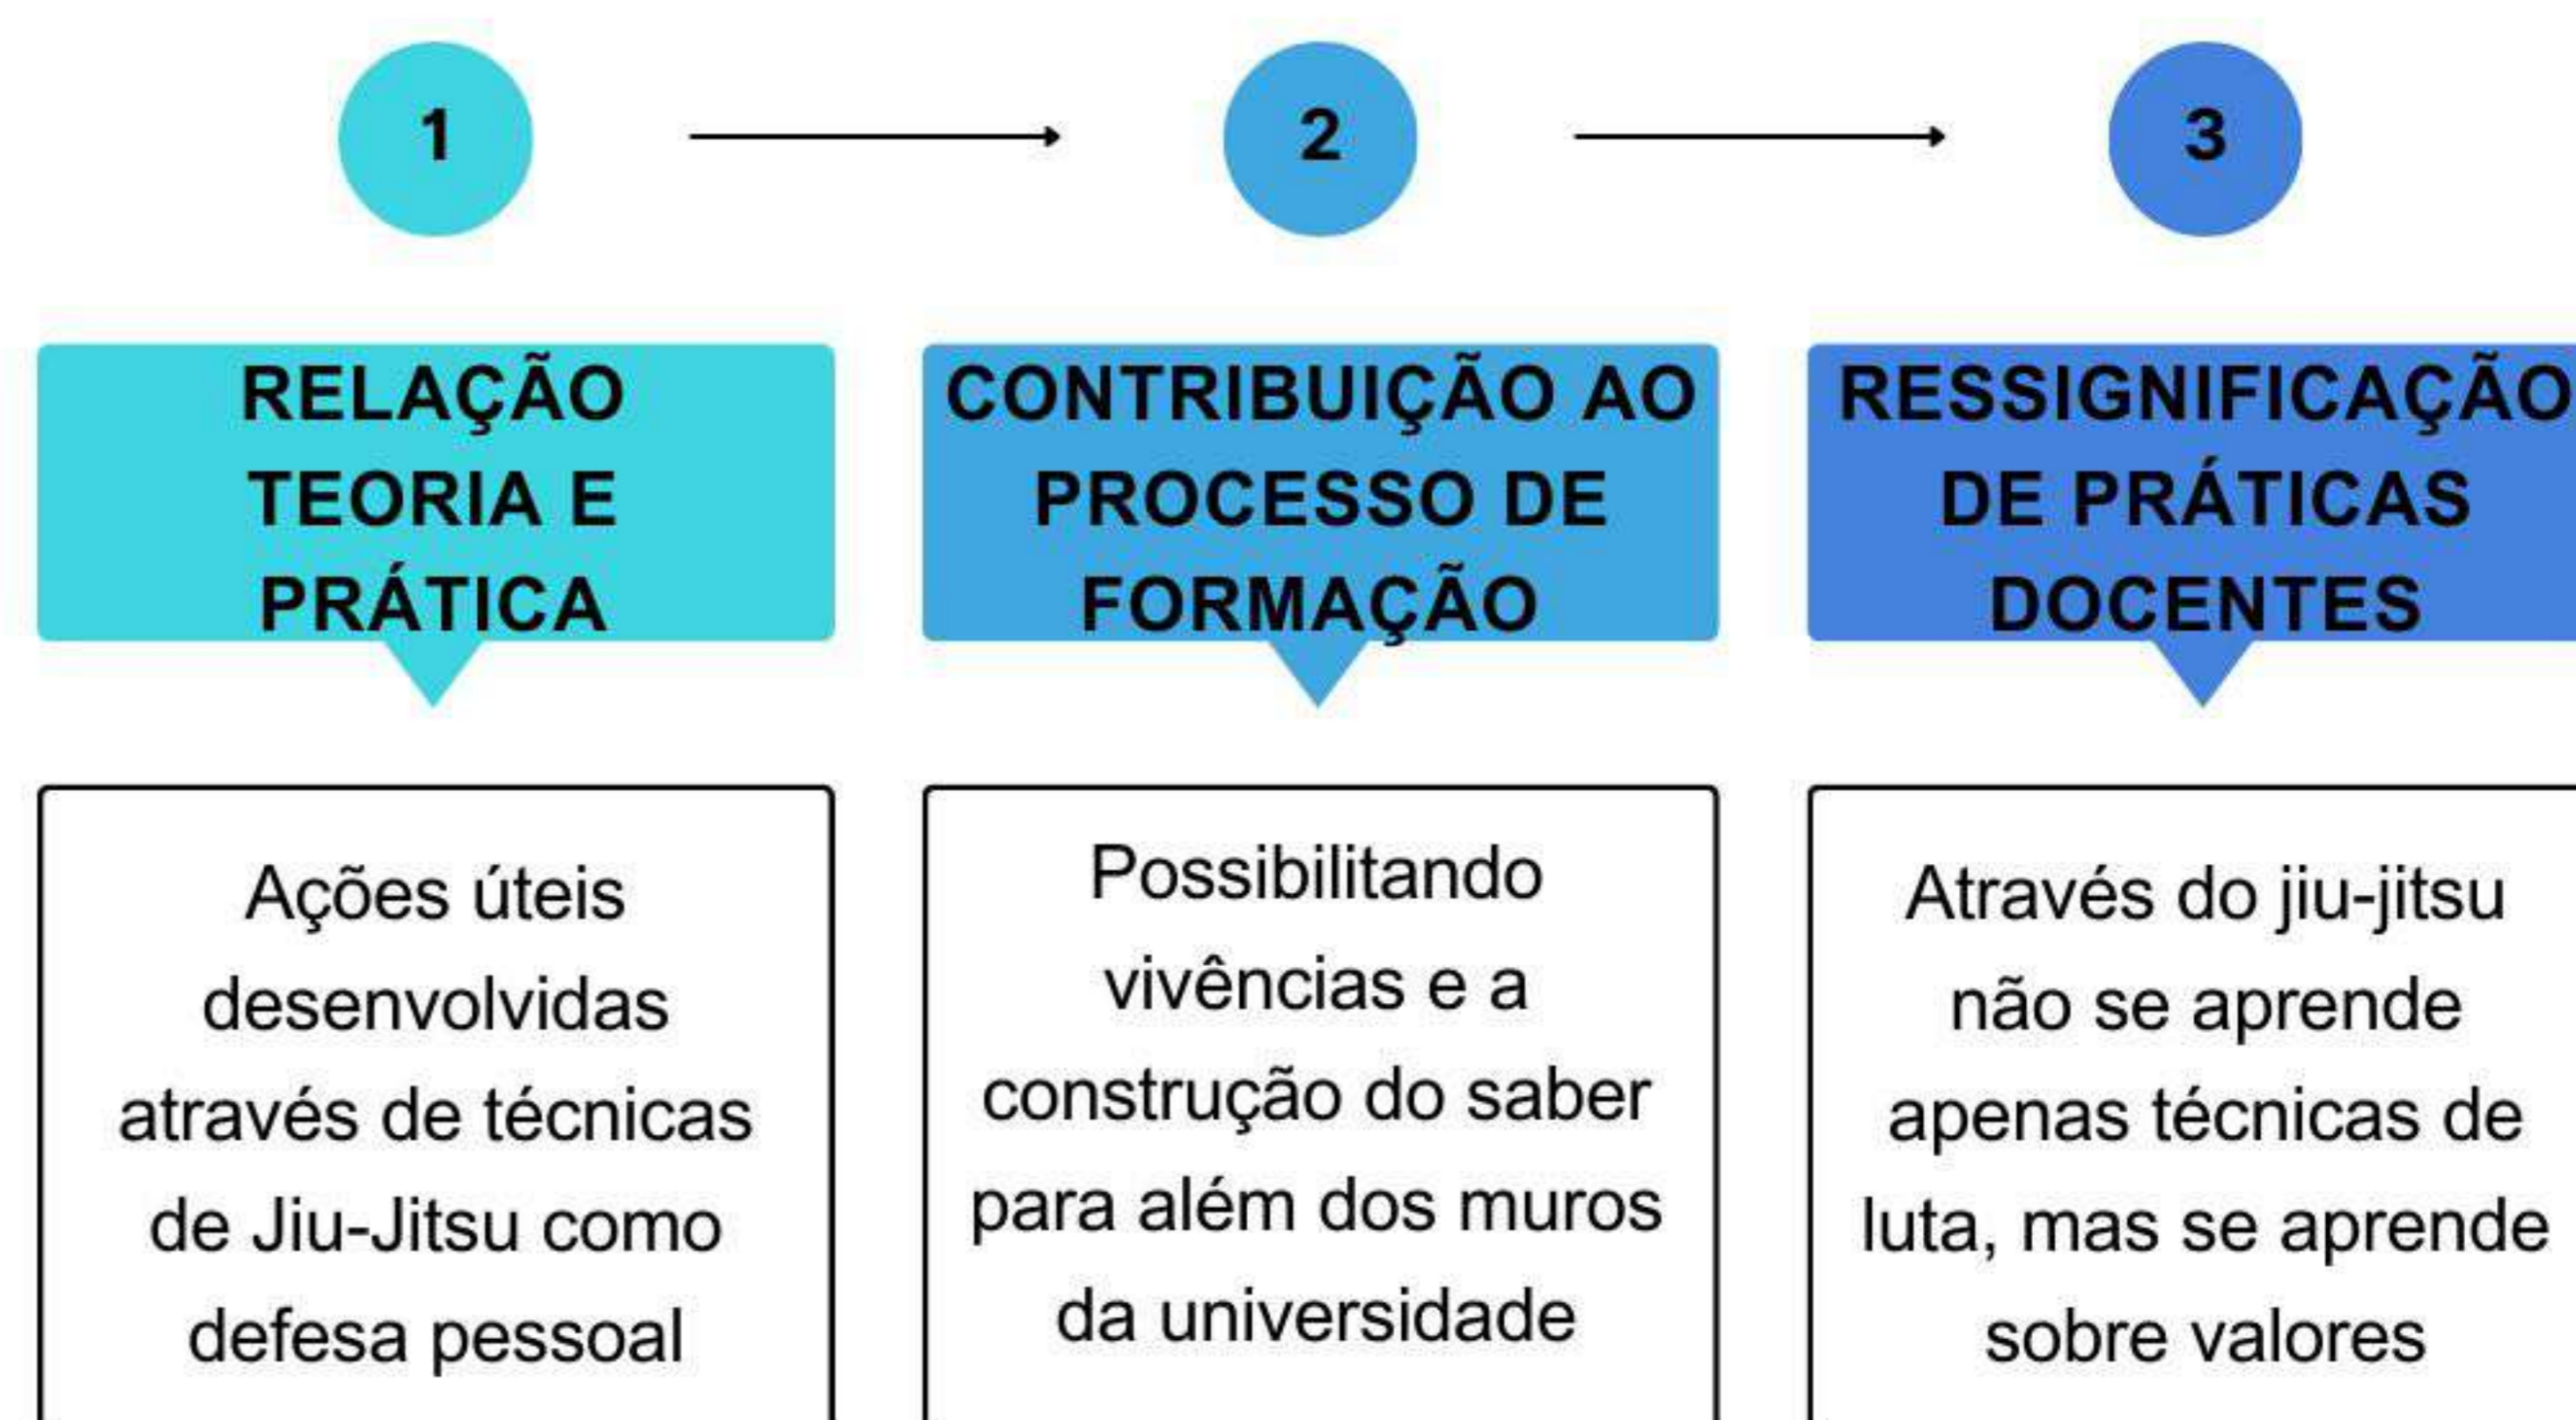 1
2
3
RELAÇÃO
TEORIA E
PRÁTICA
CONTRIBUIÇÃO AO
PROCESSO DE
FORMAÇÃO
RESSIGNIFICAÇÃO
DE PRÁTICAS
DOCENTES
Ações úteis
desenvolvidas
através de técnicas
de Jiu-Jitsu como
defesa pessoal
Possibilitando
vivências e a
construção do saber
para além dos muros
da universidade
Através do jiu-jitsu
não se aprende
apenas técnicas de
luta, mas se aprende
sobre valores